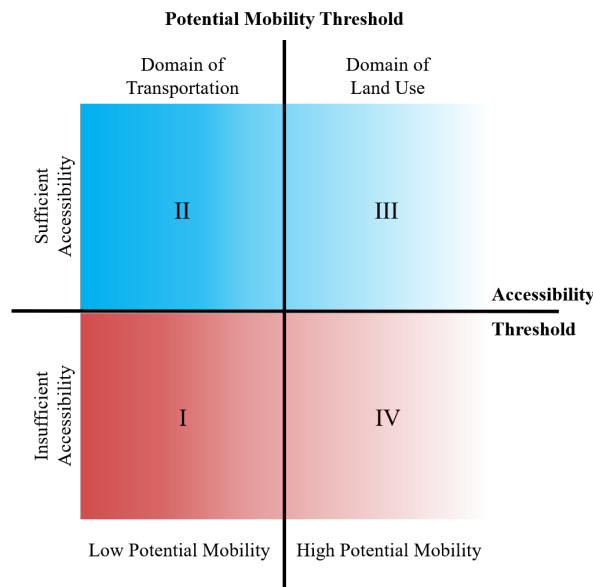 Potential Mobility Threshold
Domain of
Transportation
Domain of
Land Use
Sufficient
Accessibility
II
III
Accessibility
Threshold
Insufficient
Accessibility
I
IV
Low Potential Mobility
High Potential Mobility